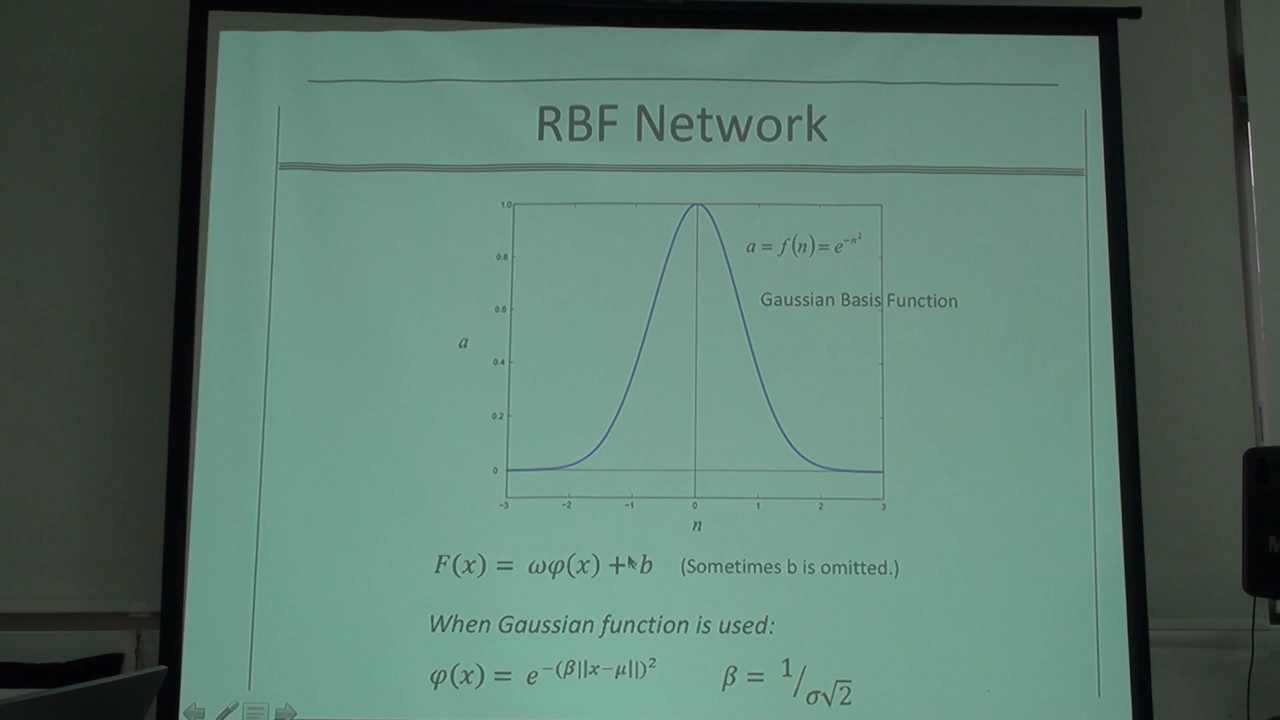 RBF Network
1.0
0.8
0.6
0.4
0.2
0
-3 -2 -1 0 1 2 3
a
n
a = f(n) = e^{-n^2}
Gaussian Basis Function
F(x) = ωφ(x) + b (Sometimes b is omitted.)
When Gaussian function is used:
φ(x) = e^{-(β||x-μ||)^2} β = 1/σ√2